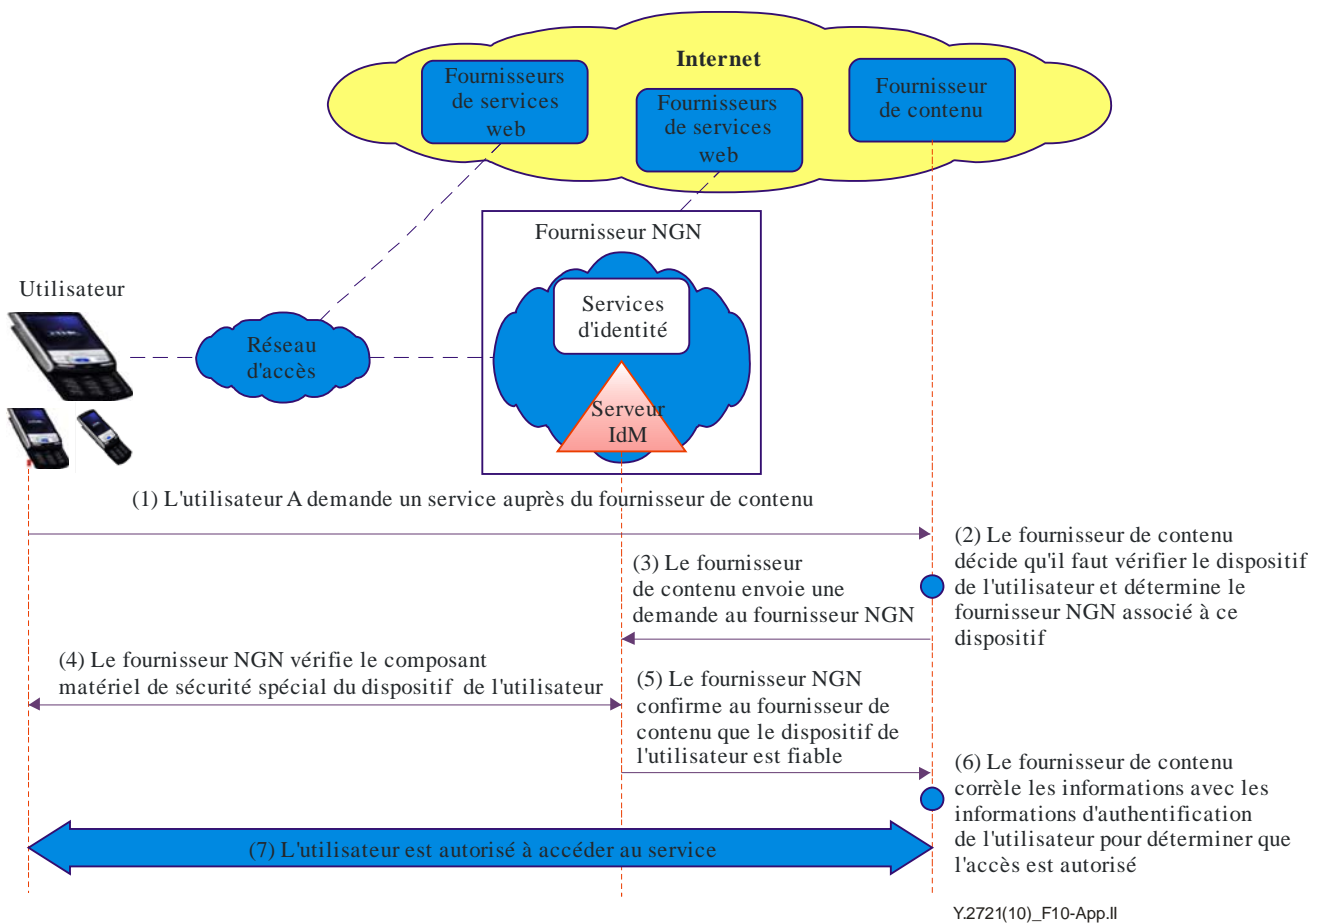 Internet
Fournisseurs
de services
web
Fournisseurs
de services
web
Fournisseur
de contenu
Fournisseur NGN
Utilisateur
Services
d'identité
Réseau
d'accès
Serveur
IdM
(1) L'utilisateur A demande un service auprès du fournisseur de contenu
(2) Le fournisseur de contenu
décide qu'il faut vérifier le dispositif
de l'utilisateur et détermine le
fournisseur NGN associé à ce
dispositif
(3) Le fournisseur
de contenu envoie une
demande au fournisseur NGN
(4) Le fournisseur NGN vérifie le composant
matériel de sécurité spécial du dispositif de l'utilisateur
(5) Le fournisseur NGN
confirme au fournisseur de
contenu que le dispositif de
l'utilisateur est fiable
(6) Le fournisseur de contenu
corrèle les informations avec les
informations d'authentification
de l'utilisateur pour déterminer que
l'accès est autorisé
(7) L'utilisateur est autorisé à accéder au service
Y.2721(10)_F10-App.II